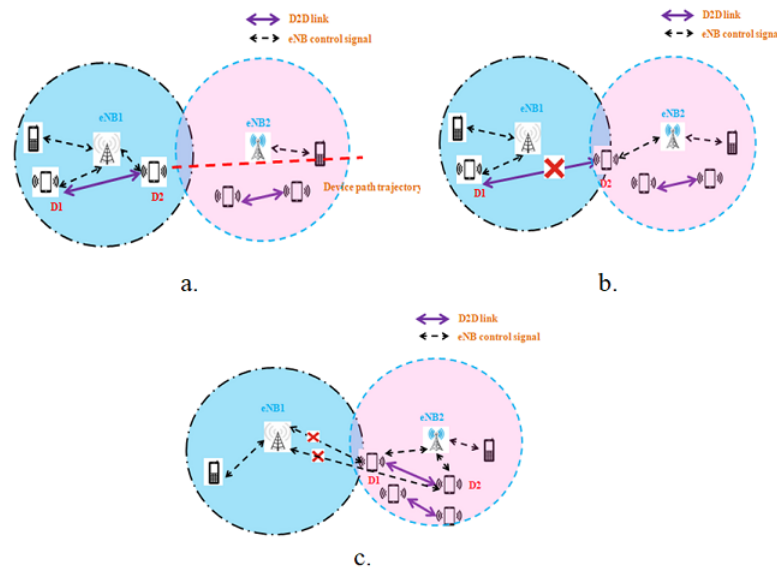 D2D link
eNB control signal
eNB1
eNB2
D1
D2
Device path trajectory
a.
D2D link
eNB control signal
eNB1
eNB2
D1
D2
b.
D2D link
eNB control signal
eNB1
eNB2
D1
D2
c.